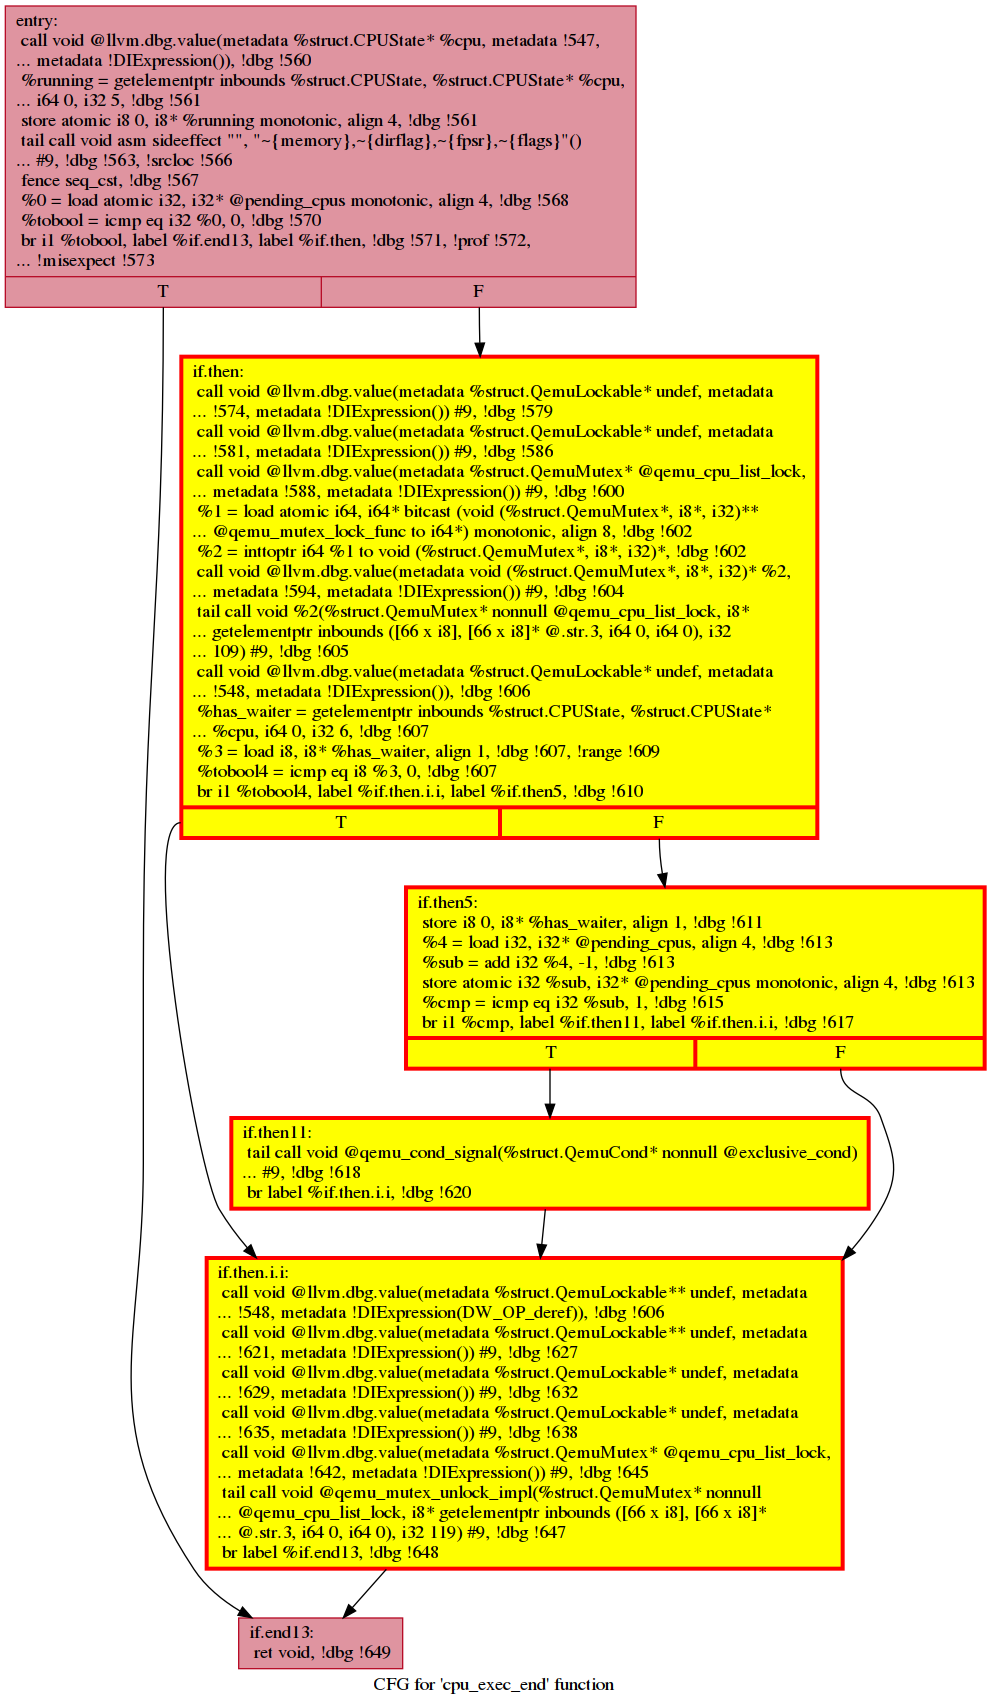 entry:
call void @llvm.dbg.value(metadata %struct.CPUState* %cpu, metadata !547,
... metadata !DIExpression()), !dbg !560
%running = getelementptr inbounds %struct.CPUState, %struct.CPUState* %cpu,
... i64 0, i32 5, !dbg !561
store atomic i8 0, i8* %running monotonic, align 4, !dbg !561
tail call void asm sideeffect "", "~{memory},~{dirflag},~{fpsr},~{flags}"()
... #9, !dbg !563, !srcloc !566
fence seq_cst, !dbg !567
%0 = load atomic i32, i32* @pending_cpus monotonic, align 4, !dbg !568
%tobool = icmp eq i32 %0, 0, !dbg !570
br i1 %tobool, label %if.end13, label %if.then, !dbg !571, !prof !572,
... !misexpect !573
T F
if.then:
call void @llvm.dbg.value(metadata %struct.QemuLockable* undef, metadata
... !574, metadata !DIExpression()) #9, !dbg !579
call void @llvm.dbg.value(metadata %struct.QemuLockable* undef, metadata
... !581, metadata !DIExpression()) #9, !dbg !586
call void @llvm.dbg.value(metadata %struct.QemuMutex* @qemu_cpu_list_lock,
... metadata !588, metadata !DIExpression()) #9, !dbg !600
%1 = load atomic i64, i64* bitcast (void (%struct.QemuMutex*, i8*, i32)**
... @qemu_mutex_lock_func to i64*) monotonic, align 8, !dbg !602
%2 = inttoptr i64 %1 to void (%struct.QemuMutex*, i8*, i32)*, !dbg !602
call void @llvm.dbg.value(metadata void (%struct.QemuMutex*, i8*, i32)* %2,
... metadata !594, metadata !DIExpression()) #9, !dbg !604
tail call void %2(%struct.QemuMutex* nonnull @qemu_cpu_list_lock, i8*
... getelementptr inbounds ([66 x i8], [66 x i8]* @.str.3, i64 0, i64 0), i32
... 109) #9, !dbg !605
call void @llvm.dbg.value(metadata %struct.QemuLockable* undef, metadata
... !548, metadata !DIExpression()), !dbg !606
%has_waiter = getelementptr inbounds %struct.CPUState, %struct.CPUState*
... %cpu, i64 0, i32 6, !dbg !607
%3 = load i8, i8* %has_waiter, align 1, !dbg !607, !range !609
%tobool4 = icmp eq i8 %3, 0, !dbg !607
br i1 %tobool4, label %if.then.i.i, label %if.then5, !dbg !610
T F
if.then5:
store i8 0, i8* %has_waiter, align 1, !dbg !611
%4 = load i32, i32* @pending_cpus, align 4, !dbg !613
%sub = add i32 %4, -1, !dbg !613
store atomic i32 %sub, i32* @pending_cpus monotonic, align 4, !dbg !613
%cmp = icmp eq i32 %sub, 1, !dbg !615
br i1 %cmp, label %if.then11, label %if.then.i.i, !dbg !617
T F
if.then11:
tail call void @qemu_cond_signal(%struct.QemuCond* nonnull @exclusive_cond)
... #9, !dbg !618
br label %if.then.i.i, !dbg !620
if.then.i.i:
call void @llvm.dbg.value(metadata %struct.QemuLockable** undef, metadata
... !548, metadata !DIExpression(DW_OP_deref)), !dbg !606
call void @llvm.dbg.value(metadata %struct.QemuLockable** undef, metadata
... !621, metadata !DIExpression()) #9, !dbg !627
call void @llvm.dbg.value(metadata %struct.QemuLockable* undef, metadata
... !629, metadata !DIExpression()) #9, !dbg !632
call void @llvm.dbg.value(metadata %struct.QemuLockable* undef, metadata
... !635, metadata !DIExpression()) #9, !dbg !638
call void @llvm.dbg.value(metadata %struct.QemuMutex* @qemu_cpu_list_lock,
... metadata !642, metadata !DIExpression()) #9, !dbg !645
tail call void @qemu_mutex_unlock_impl(%struct.QemuMutex* nonnull
... @qemu_cpu_list_lock, i8* getelementptr inbounds ([66 x i8], [66 x i8]*
... @.str.3, i64 0, i64 0), i32 119) #9, !dbg !647
br label %if.end13, !dbg !648
if.end13:
ret void, !dbg !649
CFG for 'cpu_exec_end' function